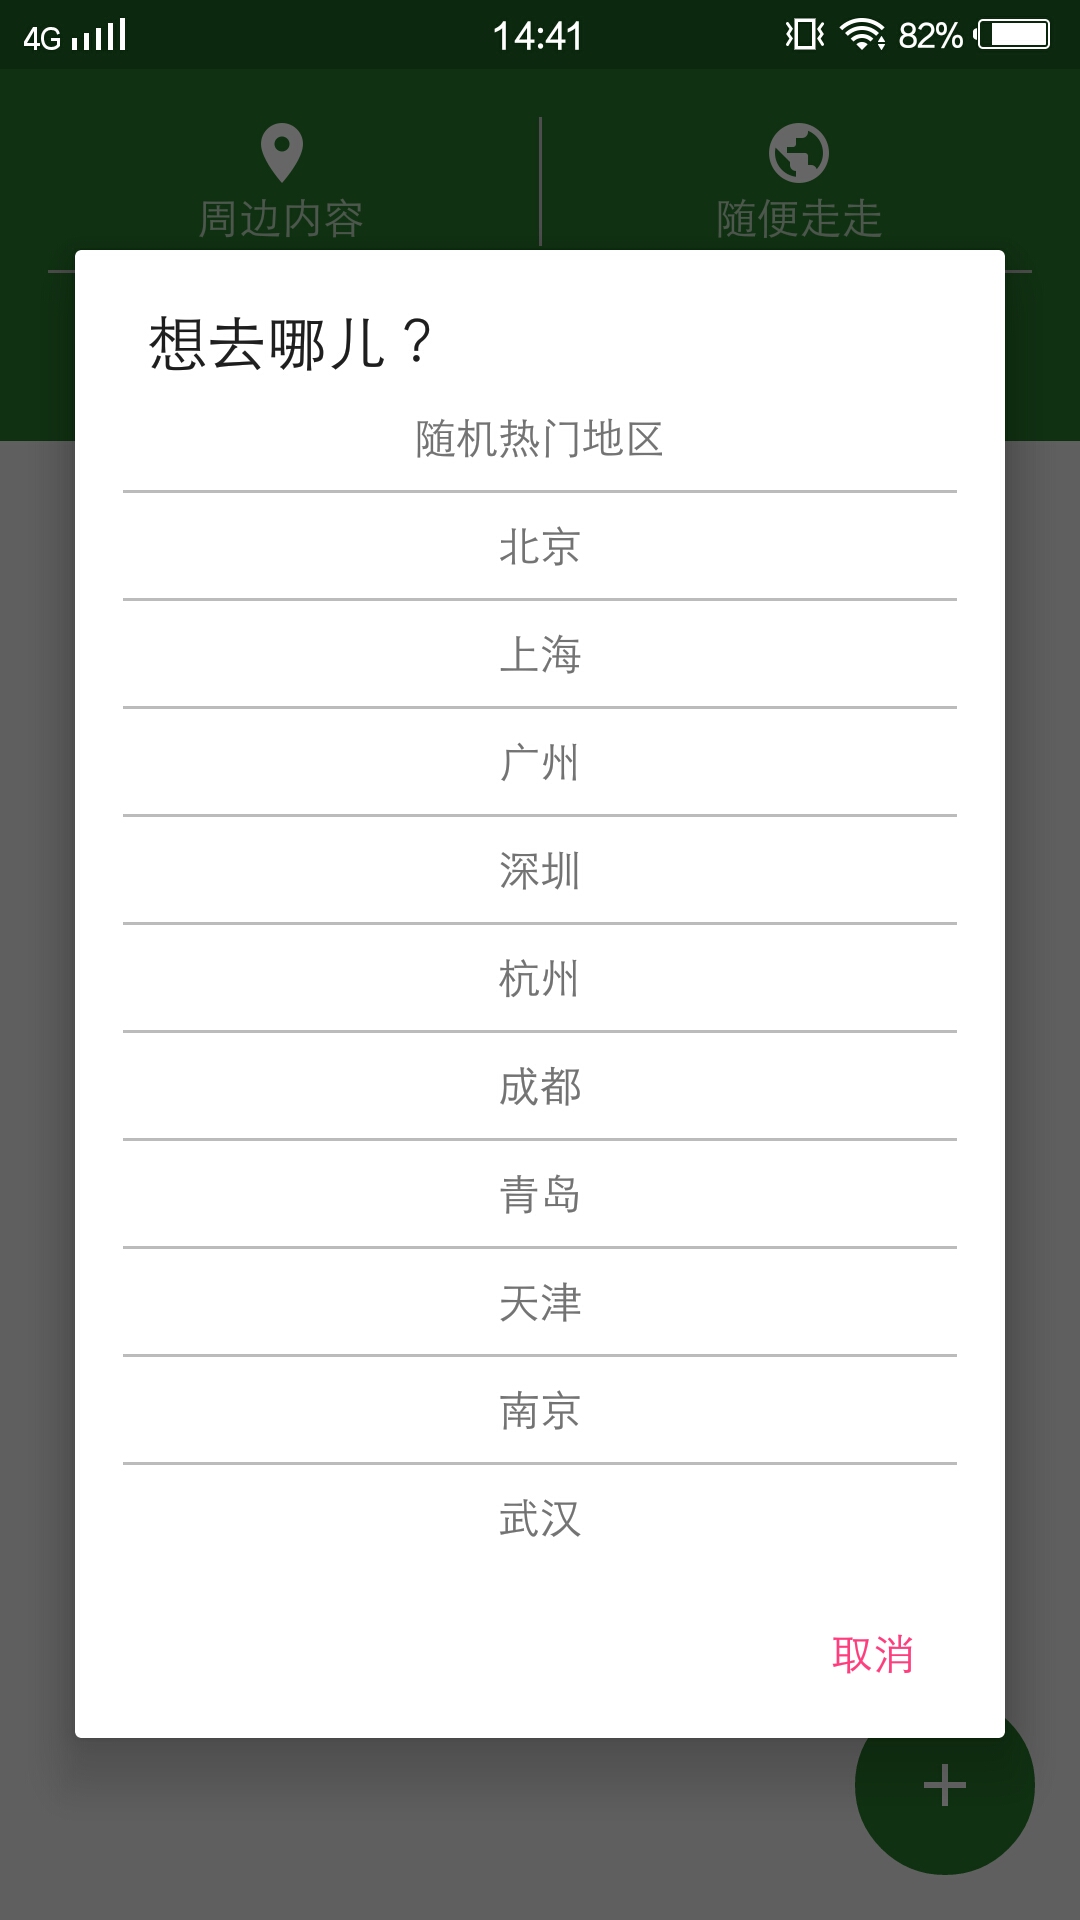 4G 14:41 82%
周边内容 随便走走
想去哪儿？
随机热门地区
北京
上海
广州
深圳
杭州
成都
青岛
天津
南京
武汉
取消